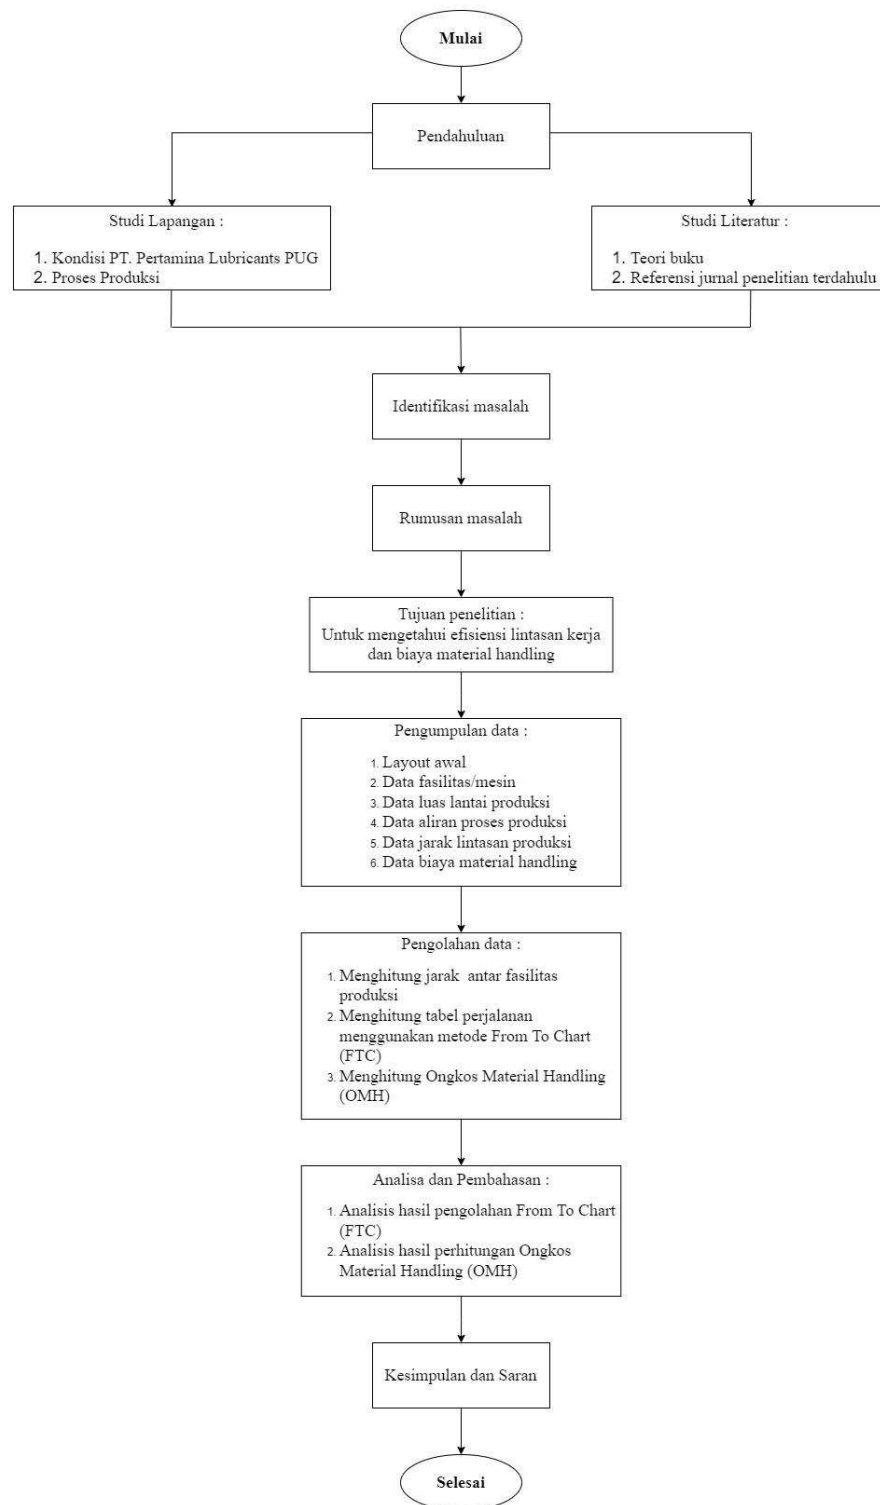 Mulai
Pendahuluan
Studi Lapangan :
1. Kondisi PT. Pertamina Lubricants PUG
2. Proses Produksi
Studi Literatur :
1. Teori buku
2. Referensi jurnal penelitian terdahulu
Identifikasi masalah
Rumusan masalah
Tujuan penelitian :
Untuk mengetahui efisiensi lintasan kerja
dan biaya material handling
Pengumpulan data :
1. Layout awal
2. Data fasilitas/mesin
3. Data luas lantai produksi
4. Data aliran proses produksi
5. Data jarak lintasan produksi
6. Data biaya material handling
Pengolahan data :
1. Menghitung jarak antar fasilitas
produksi
2. Menghitung tabel perjalanan
menggunakan metode From To Chart
(FTC)
3. Menghitung Ongkos Material Handling
(OMH)
Analisa dan Pembahasan :
1. Analisis hasil pengolahan From To Chart
(FTC)
2. Analisis hasil perhitungan Ongkos
Material Handling (OMH)
Kesimpulan dan Saran
Selesai